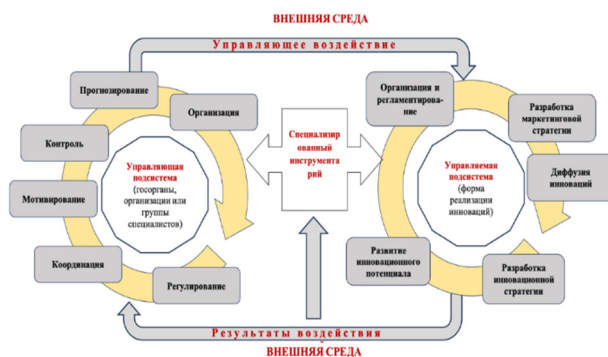 ВНЕШНЯЯ СРЕДА
Управляющее воздействие
Прогнозирование
Организация
Контроль
Мотивирование
Координация
Регулирование
Управляющая
подсистема
(госорганы,
организации или
группы
специалистов)
Специализир
ованный
инструмента
рий
Организация и
регламентирова-
ние
Разработка
маркетинговой
стратегии
Диффузия
инноваций
Управляемая
подсистема
(форма
реализации
инноваций)
Развитие
инновационного
потенциала
Разработка
инновационной
стратегии
Результаты воздействия
ВНЕШНЯЯ СРЕДА